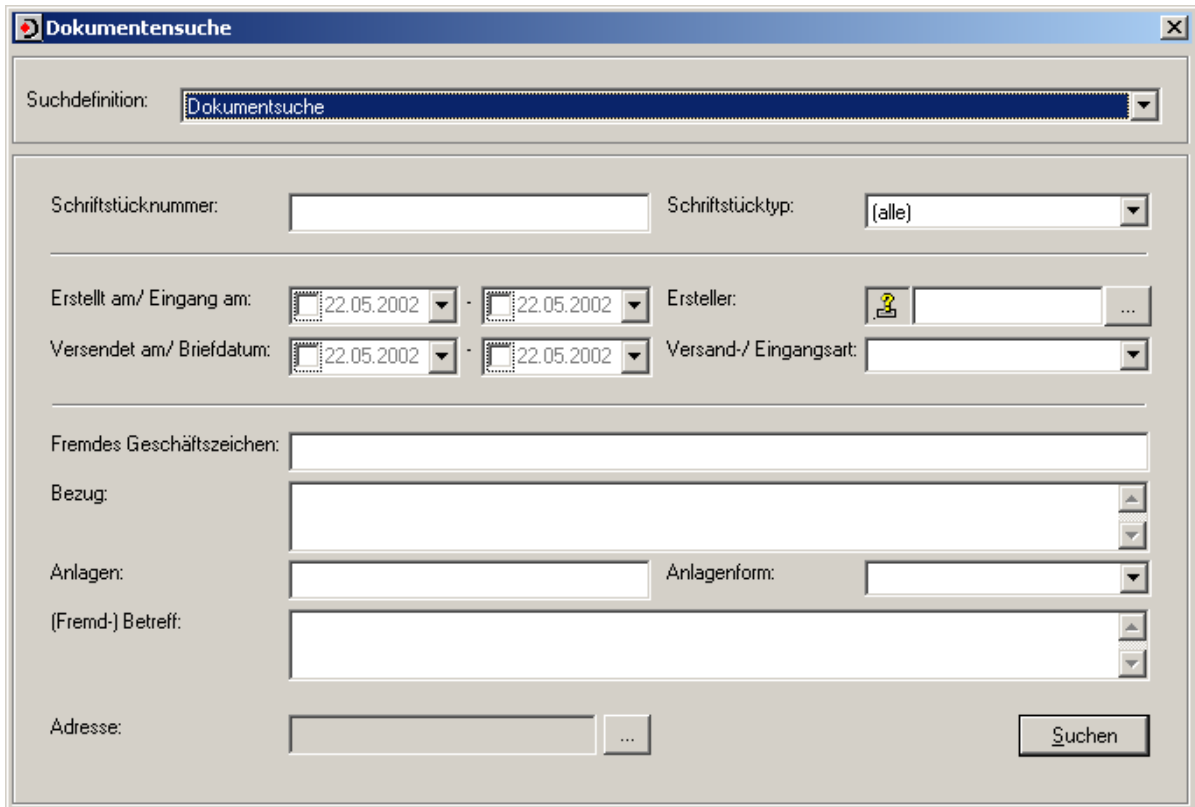 Dokumentensuche
Suchdefinition: Dokumentsuche
Schriftstücknummer: Schriftstücktyp: (alle)
Erstellt am/ Eingang am: 22.05.2002 - 22.05.2002 Ersteller: ...
Versendet am/ Briefdatum: 22.05.2002 - 22.05.2002 Versand-/ Eingangsart:
Fremdes Geschäftszeichen:
Bezug:
Anlagen: Anlagenform:
(Fremd-) Betreff:
Adresse: ... Suchen